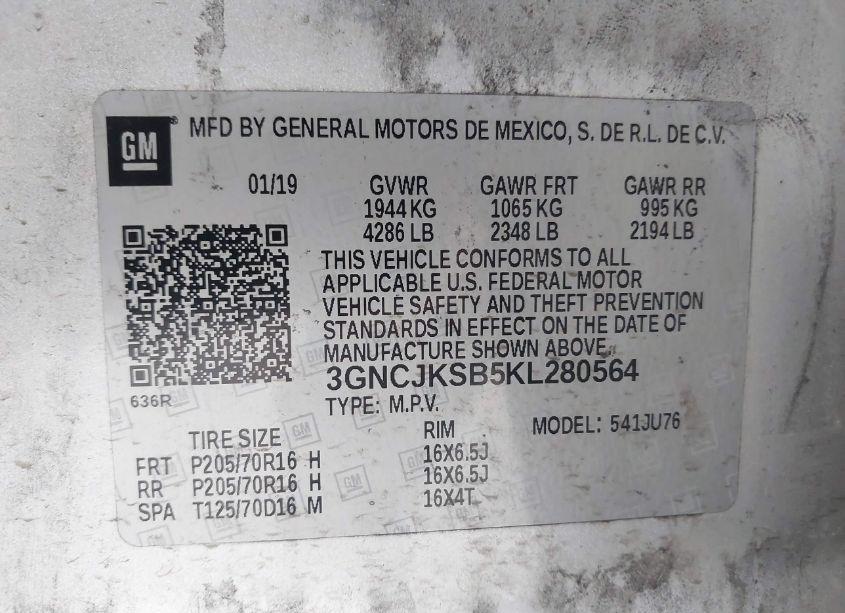 GM® MFD BY GENERAL MOTORS DE MEXICO, S. DE R.L. DE C.V.
01/19 GVWR GAWR FRT GAWR RR
1944 KG 1065 KG 995 KG
4286 LB 2348 LB 2194 LB
THIS VEHICLE CONFORMS TO ALL
APPLICABLE U.S. FEDERAL MOTOR
VEHICLE SAFETY AND THEFT PREVENTION
STANDARDS IN EFFECT ON THE DATE OF
MANUFACTURE SHOWN ABOVE.
3GNCJKSB5KL280564
636R
TYPE: M.P.V.
MODEL: 541JU76
TIRE SIZE RIM
FRT P205/70R16 H 16X6.5J
RR P205/70R16 H 16X6.5J
SPA T125/70D16 M 16X4T